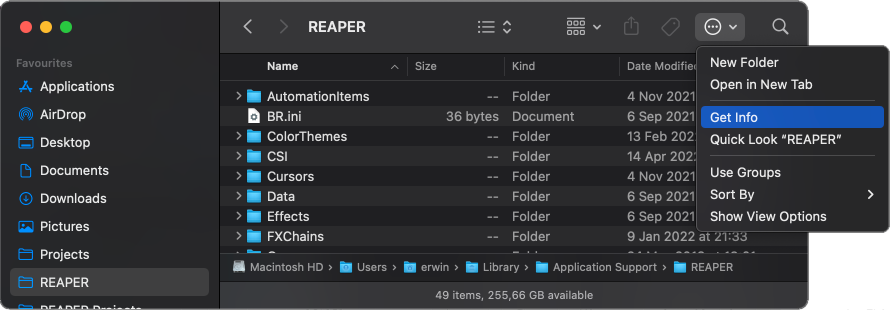 REAPER
Favourites
Applications
AirDrop
Desktop
Documents
Downloads
Pictures
Projects
REAPER
REAPER Projects
Name Size Kind Date Modified
AutomationItems -- Folder 4 Nov 2021
BR.ini 36 bytes Document 6 Sep 2021
ColorThemes -- Folder 13 Feb 2022
CSI -- Folder 14 Apr 2022
Cursors -- Folder 4 Nov 2021
Data -- Folder 6 Sep 2021
Effects -- Folder 6 Sep 2021
FXChains -- Folder 9 Jan 2022 at 21:33
New Folder
Open in New Tab
Get Info
Quick Look “REAPER”
Use Groups
Sort By
Show View Options
Macintosh HD › Users › erwin › Library › Application Support › REAPER
49 items, 255,66 GB available